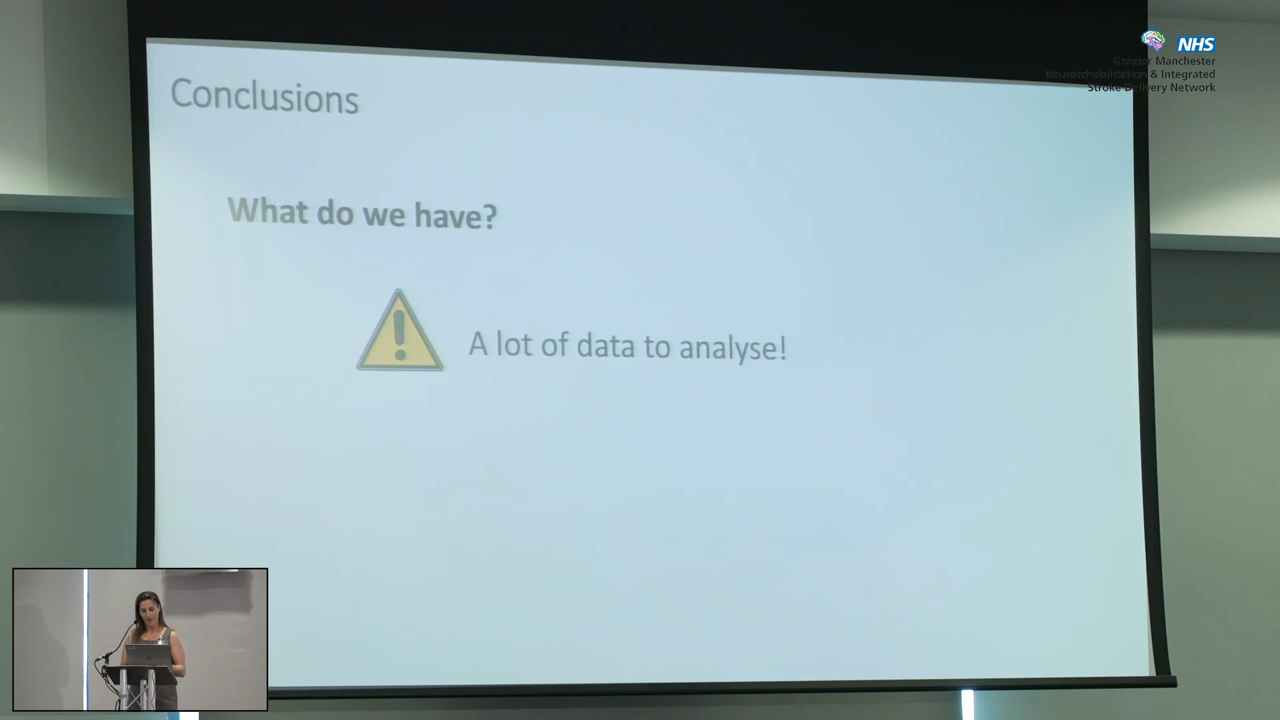 NHS
Greater Manchester
Neurorehabilitation & Integrated
Stroke Delivery Network
Conclusions
What do we have?
A lot of data to analyse!